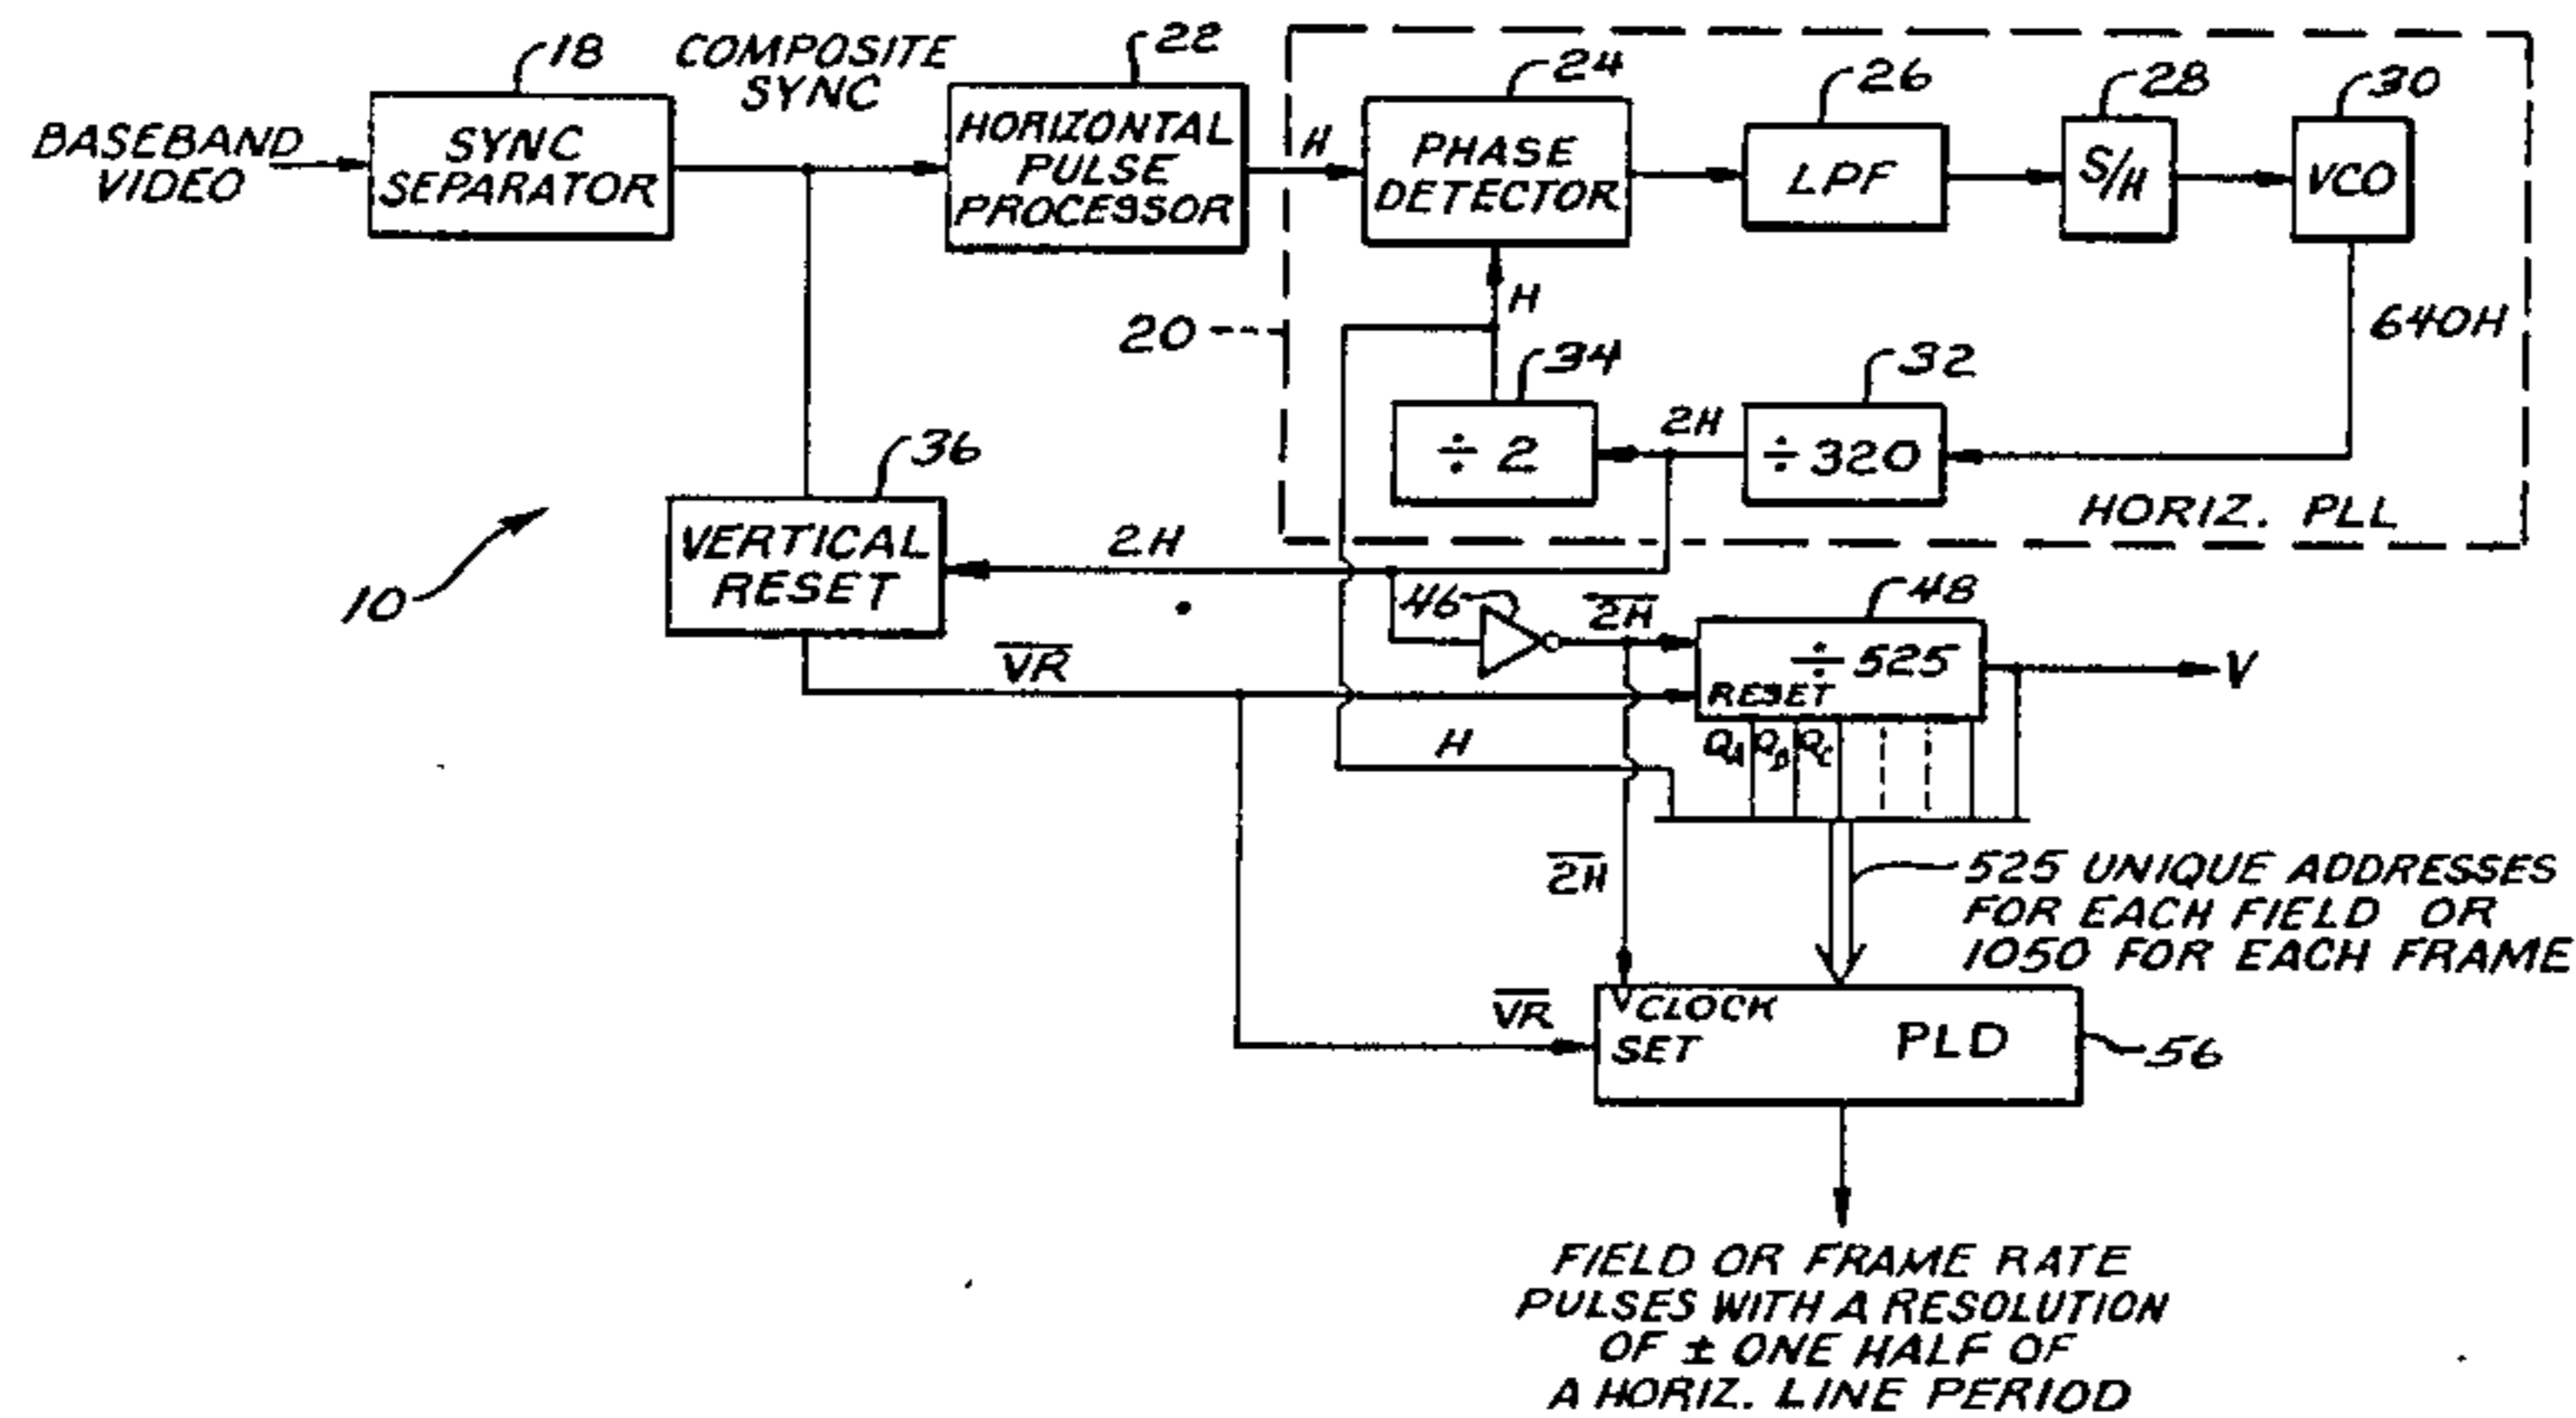 18
COMPOSITE
SYNC
22
24
26
28
30
BASEBAND
VIDEO
SYNC
SEPARATOR
HORIZONTAL
PULSE
PROCESSOR
H
PHASE
DETECTOR
LPF
S/H
VCO
H
20
640H
34
32
2H
÷ 2
÷ 320
HORIZ. PLL
36
VERTICAL
RESET
2H
10
46
2H̅
48
÷ 525
RESET
V
V̅R̅
H
QA QB QC
2H̅
525 UNIQUE ADDRESSES
FOR EACH FIELD OR
1050 FOR EACH FRAME
V̅R̅
CLOCK
SET
PLD
56
FIELD OR FRAME RATE
PULSES WITH A RESOLUTION
OF ± ONE HALF OF
A HORIZ. LINE PERIOD